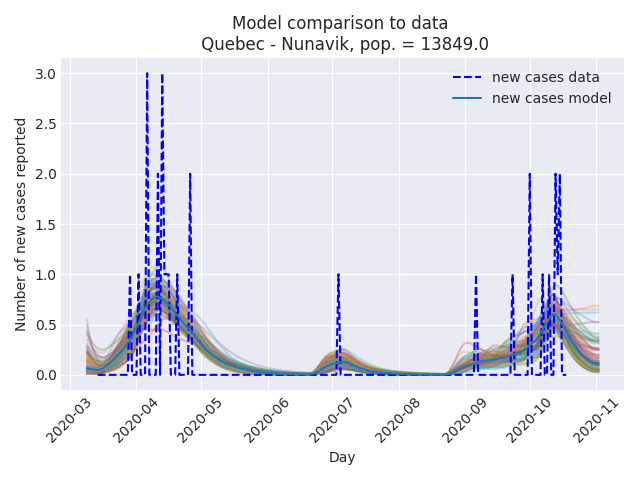 Model comparison to data
Quebec - Nunavik, pop. = 13849.0
new cases data
new cases model
Number of new cases reported
3.0
2.5
2.0
1.5
1.0
0.5
0.0
2020-03
2020-04
2020-05
2020-06
2020-07
2020-08
2020-09
2020-10
2020-11
Day